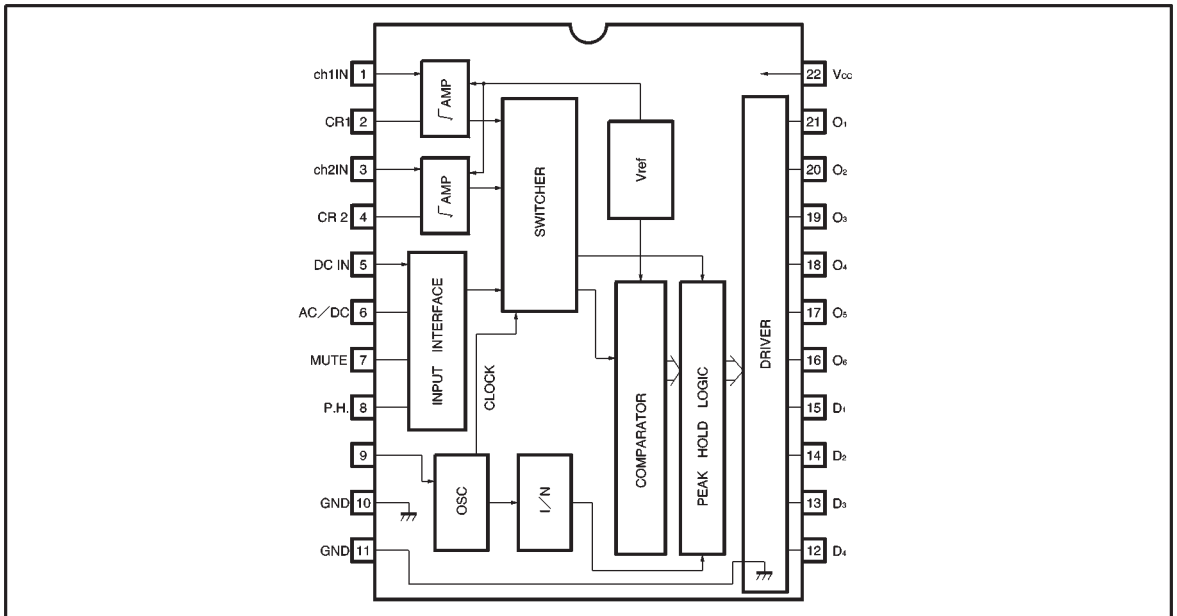 ch1IN 1
CR1 2
ch2IN 3
CR 2 4
DC IN 5
AC/DC 6
MUTE 7
P.H. 8
9
GND 10
GND 11
√ AMP
√ AMP
INPUT INTERFACE
SWITCHER
Vref
CLOCK
OSC
I/N
COMPARATOR
PEAK HOLD LOGIC
DRIVER
22 Vcc
21 O₁
20 O₂
19 O₃
18 O₄
17 O₅
16 O₆
15 D₁
14 D₂
13 D₃
12 D₄